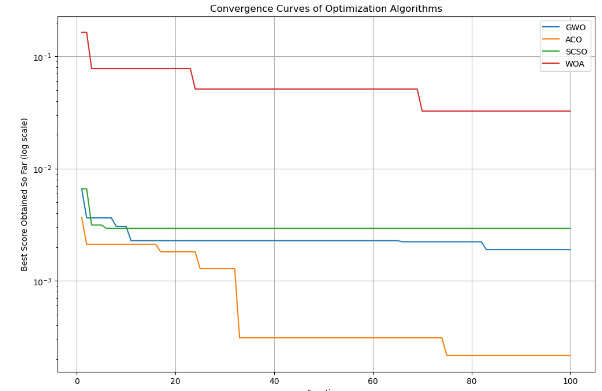 Convergence Curves of Optimization Algorithms
GWO
ACO
SCSO
WOA
Best Score Obtained So Far (log scale)
10⁻¹
10⁻²
10⁻³
0 20 40 60 80 100